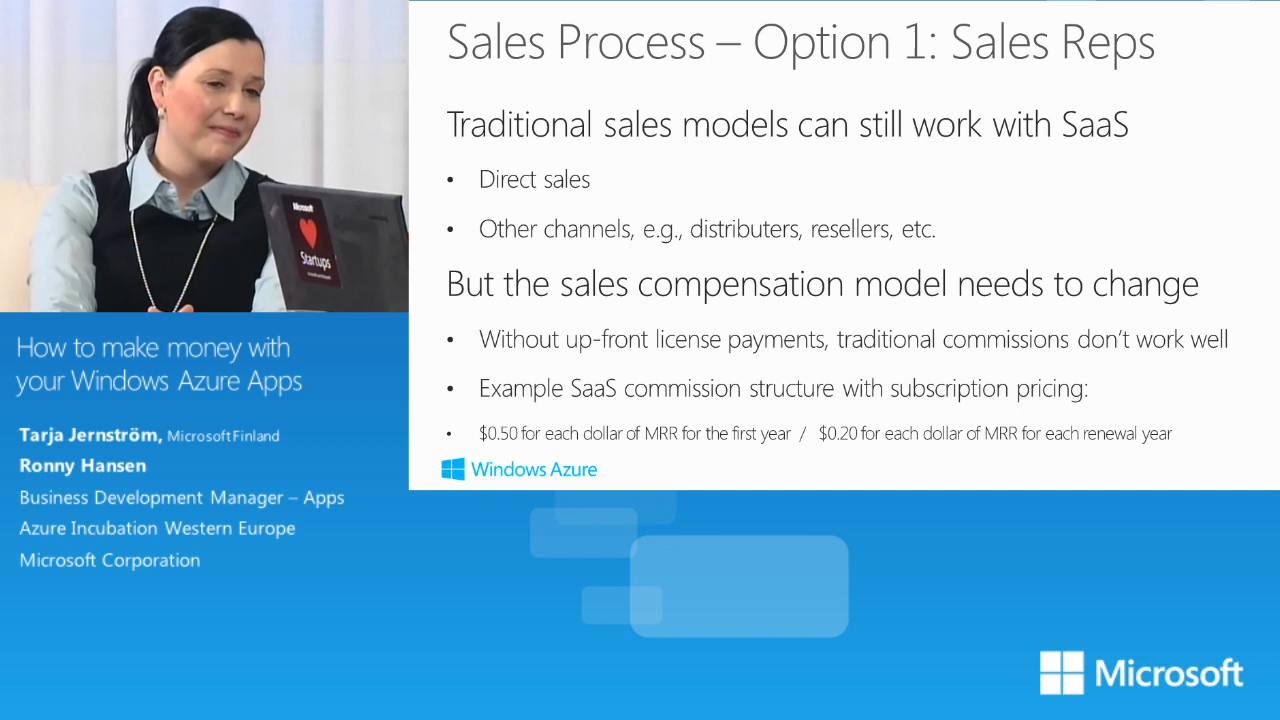 Microsoft
Startups
How to make money with
your Windows Azure Apps
Tarja Jernström, Microsoft Finland
Ronny Hansen
Business Development Manager – Apps
Azure Incubation Western Europe
Microsoft Corporation
Sales Process – Option 1: Sales Reps
Traditional sales models can still work with SaaS
• Direct sales
• Other channels, e.g., distributers, resellers, etc.
But the sales compensation model needs to change
• Without up-front license payments, traditional commissions don’t work well
• Example SaaS commission structure with subscription pricing:
• $0.50 for each dollar of MRR for the first year / $0.20 for each dollar of MRR for each renewal year
Windows Azure
Microsoft